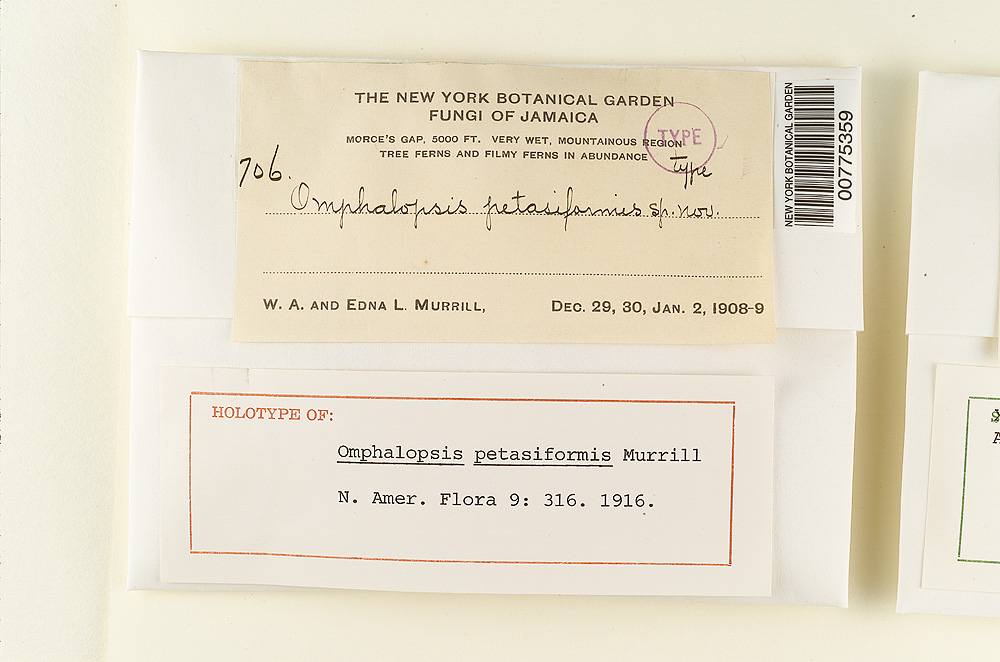 THE NEW YORK BOTANICAL GARDEN
FUNGI OF JAMAICA
MORCE'S GAP, 5000 FT. VERY WET, MOUNTAINOUS REGION
TREE FERNS AND FILMY FERNS IN ABUNDANCE
TYPE
type
706.
Omphalopsis petasiformis sp. nov.
W. A. AND EDNA L. MURRILL,
DEC. 29, 30, JAN. 2, 1908-9
NEW YORK BOTANICAL GARDEN
00775359
HOLOTYPE OF:
Omphalopsis petasiformis Murrill
N. Amer. Flora 9: 316. 1916.